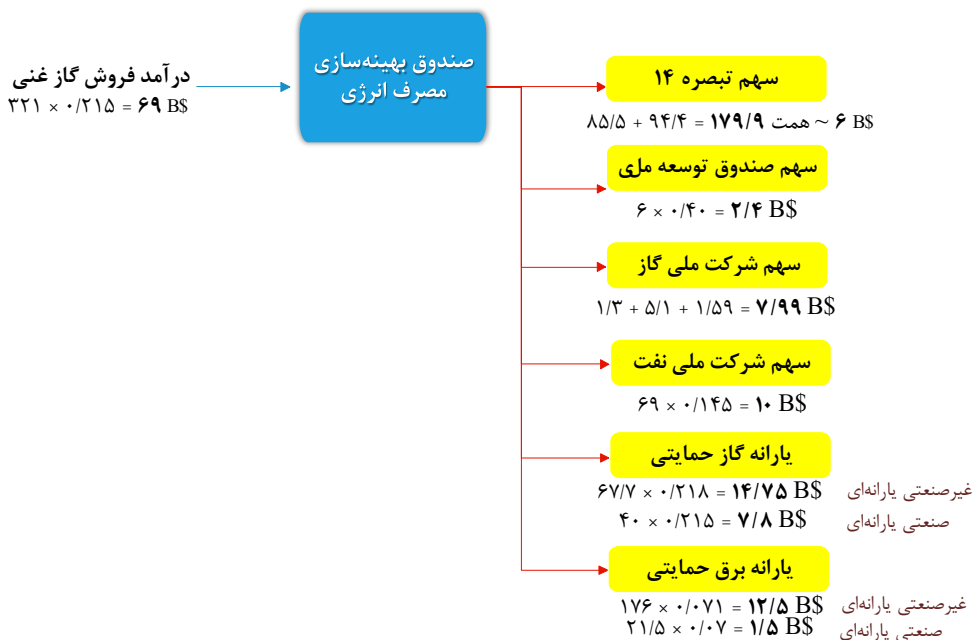 درآمد فروش گاز غنی
۳۲۱ × ۰/۲۱۵ = ۶۹ B$
صندوق بهینه‌سازی
مصرف انرژی
سهم تبصره ۱۴
۸۵/۵ + ۹۴/۴ = ۱۷۹/۹ همت ~ ۶ B$
سهم صندوق توسعه ملی
۶ × ۰/۴۰ = ۲/۴ B$
سهم شرکت ملی گاز
۱/۳ + ۵/۱ + ۱/۵۹ = ۷/۹۹ B$
سهم شرکت ملی نفت
۶۹ × ۰/۱۴۵ = ۱۰ B$
یارانه گاز حمایتی
غیرصنعتی یارانه‌ای ۶۷/۷ × ۰/۲۱۸ = ۱۴/۷۵ B$
صنعتی یارانه‌ای ۴۰ × ۰/۲۱۵ = ۷/۸ B$
یارانه برق حمایتی
غیرصنعتی یارانه‌ای ۱۷۶ × ۰/۰۷۱ = ۱۲/۵ B$
صنعتی یارانه‌ای ۲۱/۵ × ۰/۰۷ = ۱/۵ B$